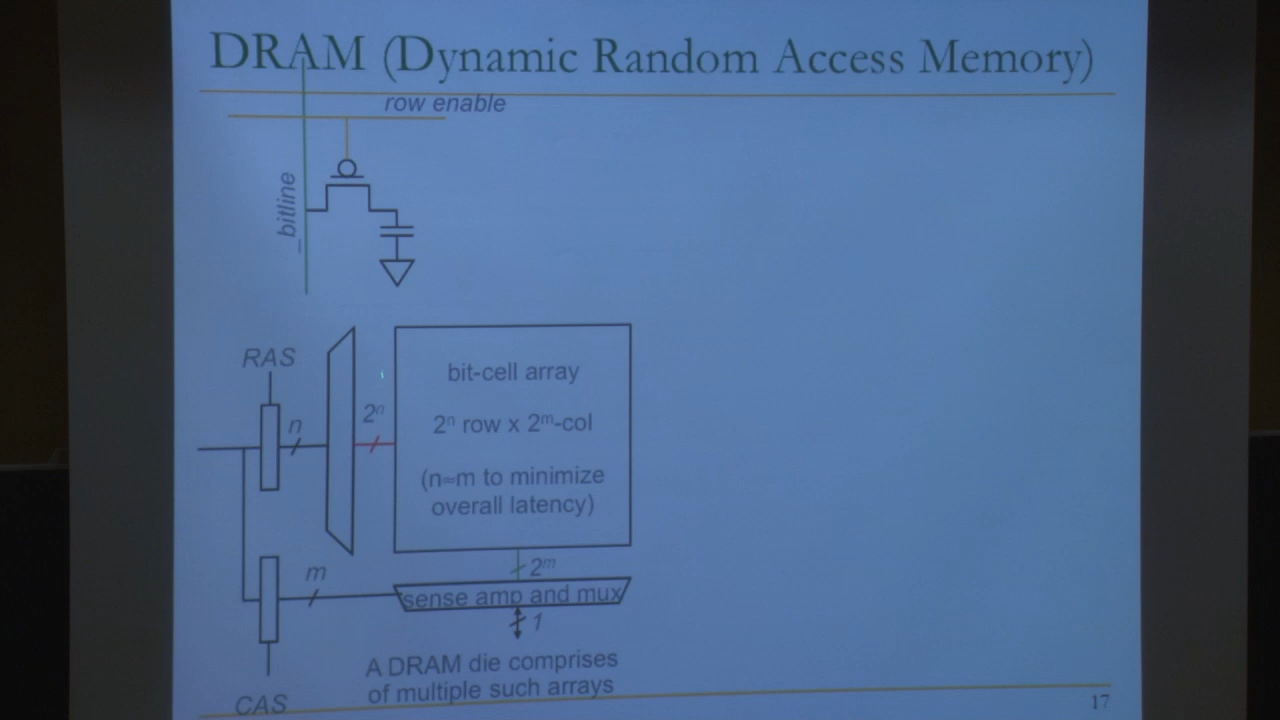 DRAM (Dynamic Random Access Memory)
row enable
_bitline
RAS
n
2ⁿ
bit-cell array
2ⁿ row x 2ᵐ-col
(n≈m to minimize
overall latency)
m
2ᵐ
sense amp and mux
1
A DRAM die comprises
of multiple such arrays
CAS
17